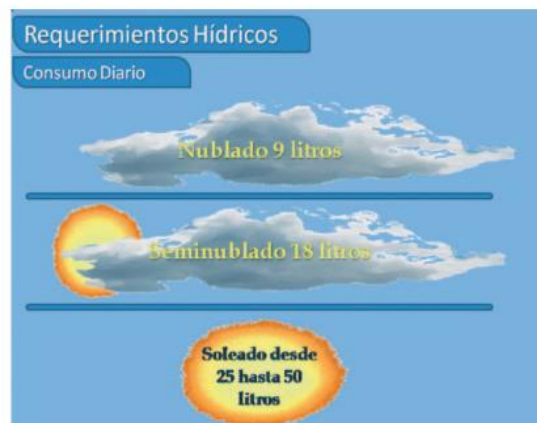 Requerimientos Hídricos
Consumo Diario
Nublado 9 litros
Seminublado 18 litros
Soleado desde
25 hasta 50
litros